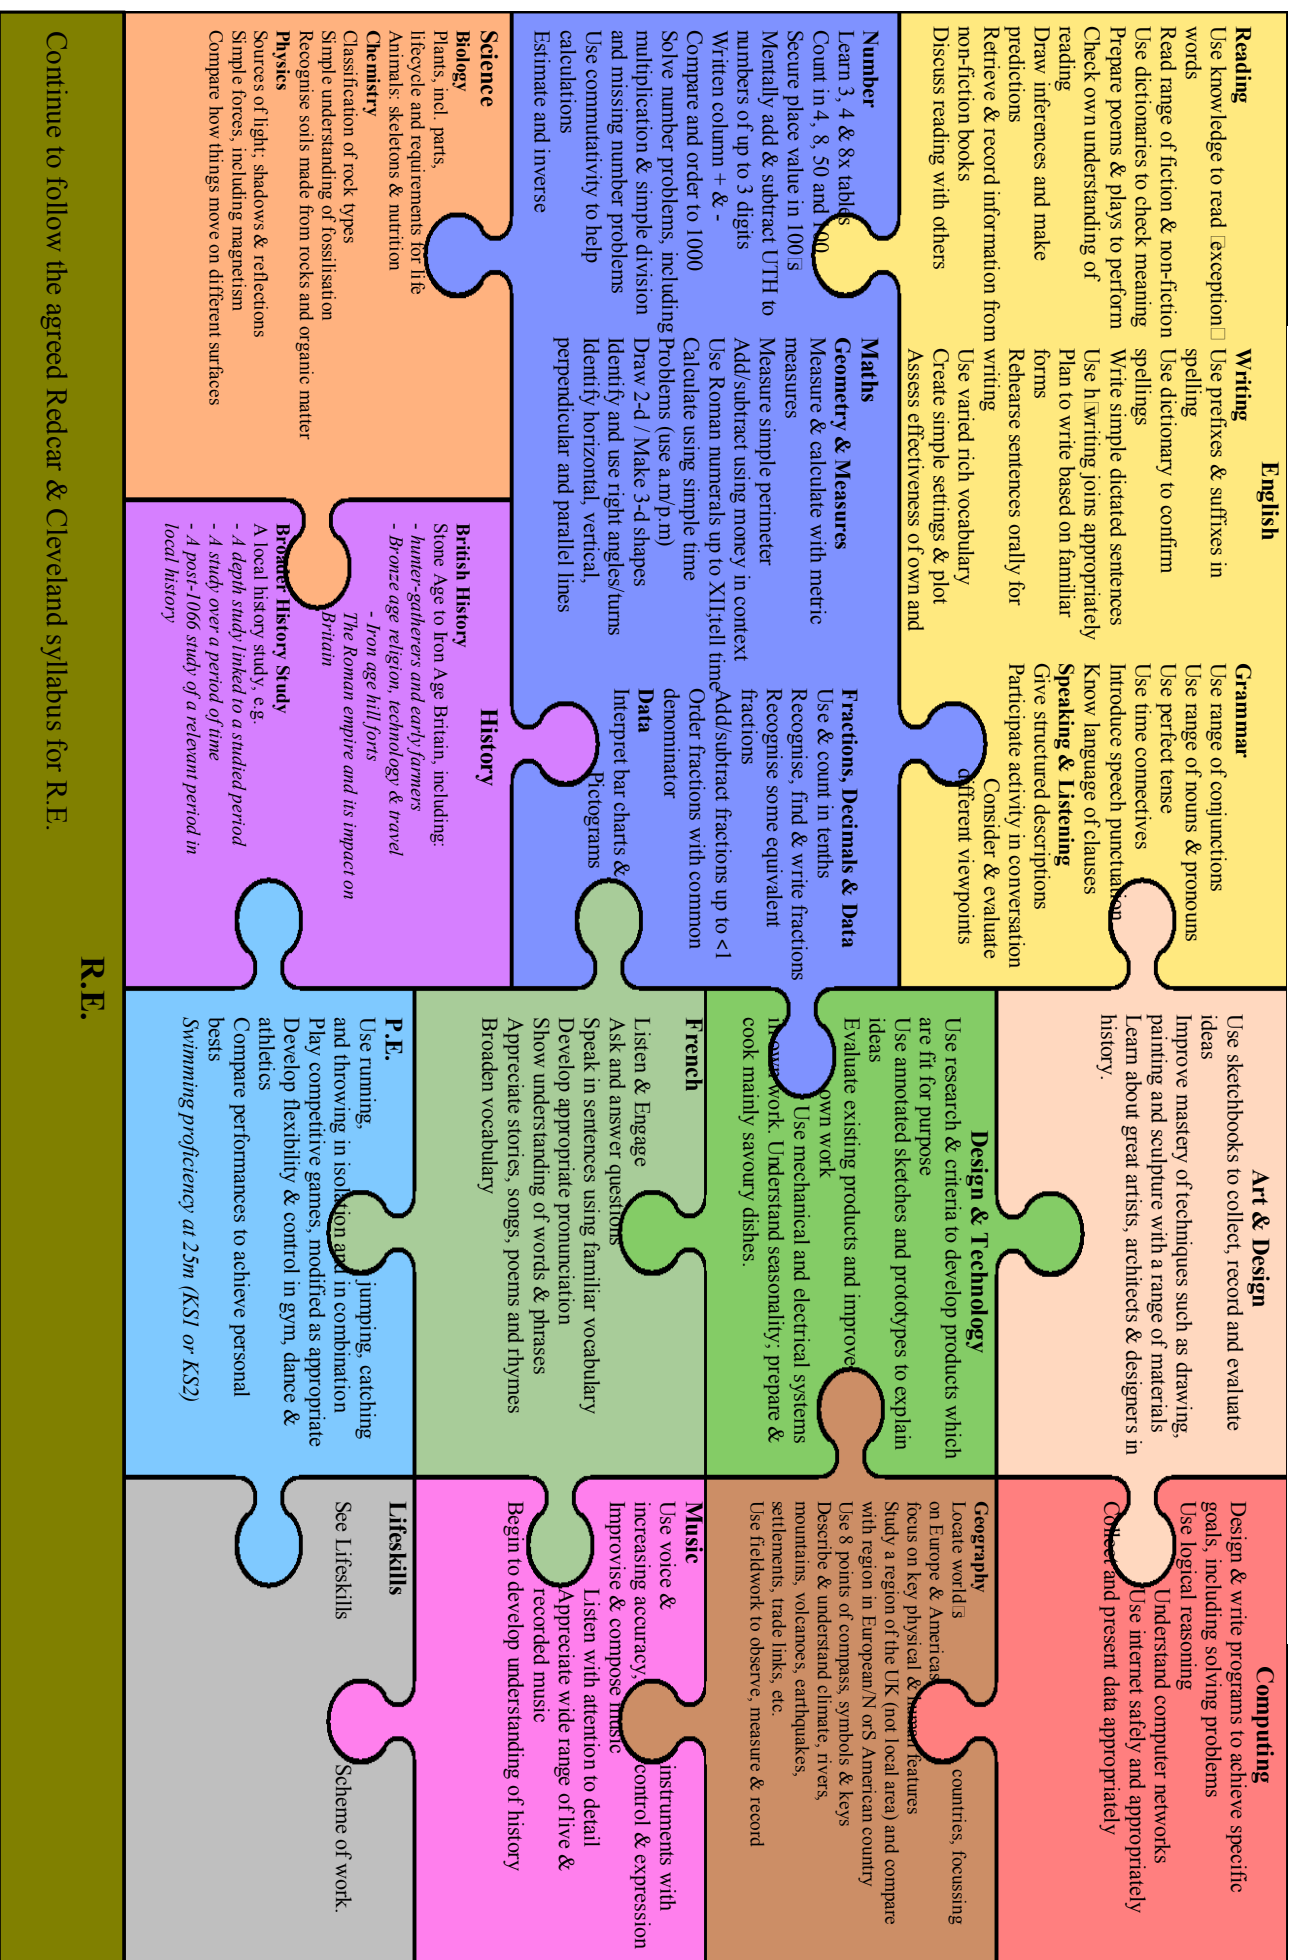 English
Reading
Use knowledge to read □exception□
words
Read range of fiction & non-fiction
Use dictionaries to check meaning
Prepare poems & plays to perform
Check own understanding of
reading
Draw inferences and make
predictions
Retrieve & record information from
non-fiction books
Discuss reading with others
Writing
Use prefixes & suffixes in
spelling
Use dictionary to confirm
spellings
Write simple dictated sentences
Use h□writing joins appropriately
Plan to write based on familiar
forms
Rehearse sentences orally for
writing
Use varied rich vocabulary
Create simple settings & plot
Assess effectiveness of own and
Grammar
Use range of conjunctions
Use range of nouns & pronouns
Use perfect tense
Use time connectives
Introduce speech punctuation
Know language of clauses
Speaking & Listening
Give structured descriptions
Participate activity in conversation
Consider & evaluate
different viewpoints
Art & Design
Use sketchbooks to collect, record and evaluate
ideas
Improve mastery of techniques such as drawing,
painting and sculpture with a range of materials
Learn about great artists, architects & designers in
history.
Computing
Design & write programs to achieve specific
goals, including solving problems
Use logical reasoning
Understand computer networks
Use internet safely and appropriately
Collect and present data appropriately
Maths
Number
Learn 3, 4 & 8x tables
Count in 4, 8, 50 and 100
Secure place value in 100□s
Mentally add & subtract UTH to
numbers of up to 3 digits
Written column + & -
Compare and order to 1000
Solve number problems, including
multiplication & simple division
and missing number problems
Use commutativity to help
calculations
Estimate and inverse
Geometry & Measures
Measure & calculate with metric
measures
Measure simple perimeter
Add/subtract using money in context
Use Roman numerals up to XII;tell time
Calculate using simple time
Problems (use a.m/p.m)
Draw 2-d / Make 3-d shapes
Identify and use right angles/turns
Identify horizontal, vertical,
perpendicular and parallel lines
Fractions, Decimals & Data
Use & count in tenths
Recognise, find & write fractions
Recognise some equivalent
fractions
Add/subtract fractions up to <1
Order fractions with common
denominator
Data
Interpret bar charts &
Pictograms
Design & Technology
Use research & criteria to develop products which
are fit for purpose
Use annotated sketches and prototypes to explain
ideas
Evaluate existing products and improve
own work
Use mechanical and electrical systems
in own work. Understand seasonality; prepare &
cook mainly savoury dishes.
Geography
Locate world□s countries, focussing
on Europe & Americas
focus on key physical & human features
Study a region of the UK (not local area) and compare
with region in European/N orS American country
Use 8 points of compass, symbols & keys
Describe & understand climate, rivers,
mountains, volcanoes, earthquakes,
settlements, trade links, etc.
Use fieldwork to observe, measure & record
French
Listen & Engage
Ask and answer questions
Speak in sentences using familiar vocabulary
Develop appropriate pronunciation
Show understanding of words & phrases
Appreciate stories, songs, poems and rhymes
Broaden vocabulary
Music
Use voice & instruments with
increasing accuracy, control & expression
Improvise & compose music
Listen with attention to detail
Appreciate wide range of live &
recorded music
Begin to develop understanding of history
Science
Biology
Plants, incl. parts,
lifecycle and requirements for life
Animals: skeletons & nutrition
Chemistry
Classification of rock types
Simple understanding of fossilisation
Recognise soils made from rocks and organic matter
Physics
Sources of light; shadows & reflections
Simple forces, including magnetism
Compare how things move on different surfaces
History
British History
Stone Age to Iron Age Britain, including:
- hunter-gatherers and early farmers
- Bronze age religion, technology & travel
- Iron age hill forts
The Roman empire and its impact on
Britain
Broader History Study
A local history study, e.g.
- A depth study linked to a studied period
- A study over a period of time
- A post-1066 study of a relevant period in
local history
P.E.
Use running, jumping, catching
and throwing in isolation and in combination
Play competitive games, modified as appropriate
Develop flexibility & control in gym, dance &
athletics
Compare performances to achieve personal
bests
Swimming proficiency at 25m (KS1 or KS2)
Lifeskills
See Lifeskills Scheme of work.
R.E.
Continue to follow the agreed Redcar & Cleveland syllabus for R.E.